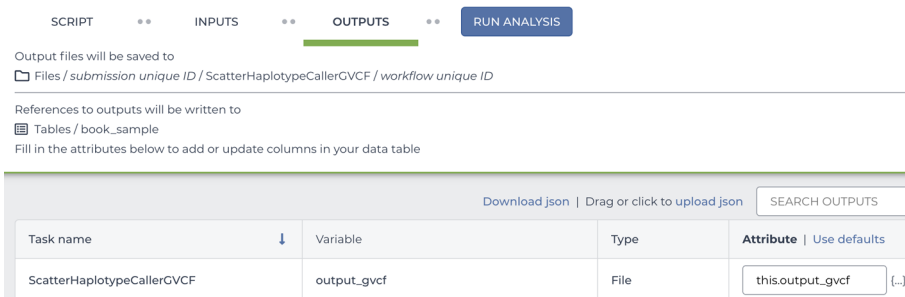 SCRIPT INPUTS OUTPUTS RUN ANALYSIS
Output files will be saved to
Files / submission unique ID / ScatterHaplotypeCallerGVCF / workflow unique ID
References to outputs will be written to
Tables / book_sample
Fill in the attributes below to add or update columns in your data table
Download json | Drag or click to upload json SEARCH OUTPUTS
Task name ↓ Variable Type Attribute | Use defaults
ScatterHaplotypeCallerGVCF output_gvcf File this.output_gvcf {...}